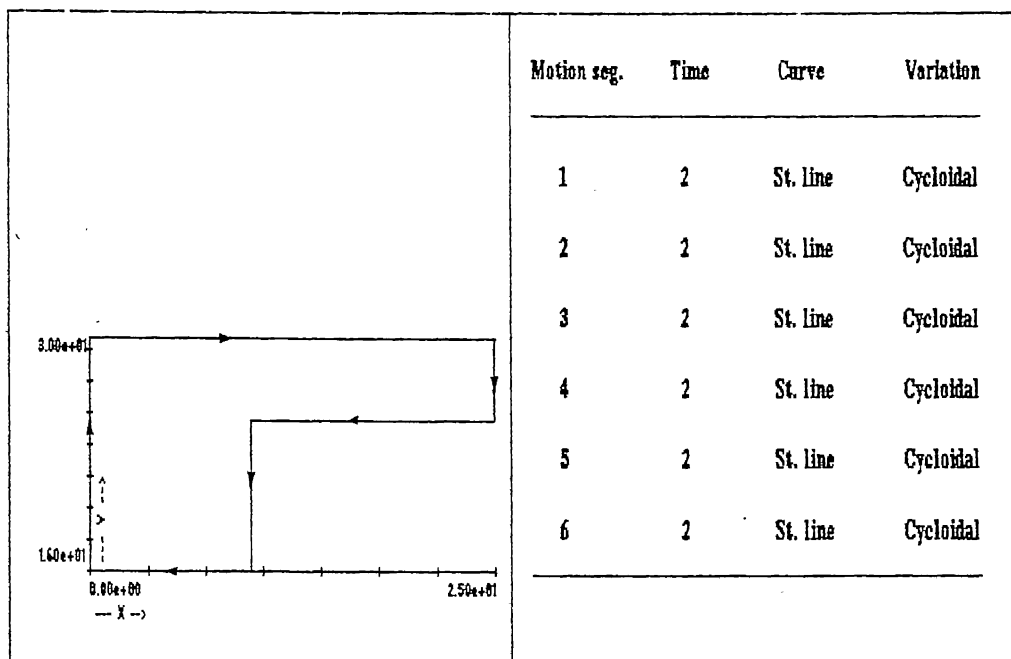 3.00e+01
Y -->
1.60e+01
0.00e+00
2.50e+01
--- X -->
Motion seg. Time Curve Variation
1 2 St. line Cycloidal
2 2 St. line Cycloidal
3 2 St. line Cycloidal
4 2 St. line Cycloidal
5 2 St. line Cycloidal
6 2 St. line Cycloidal